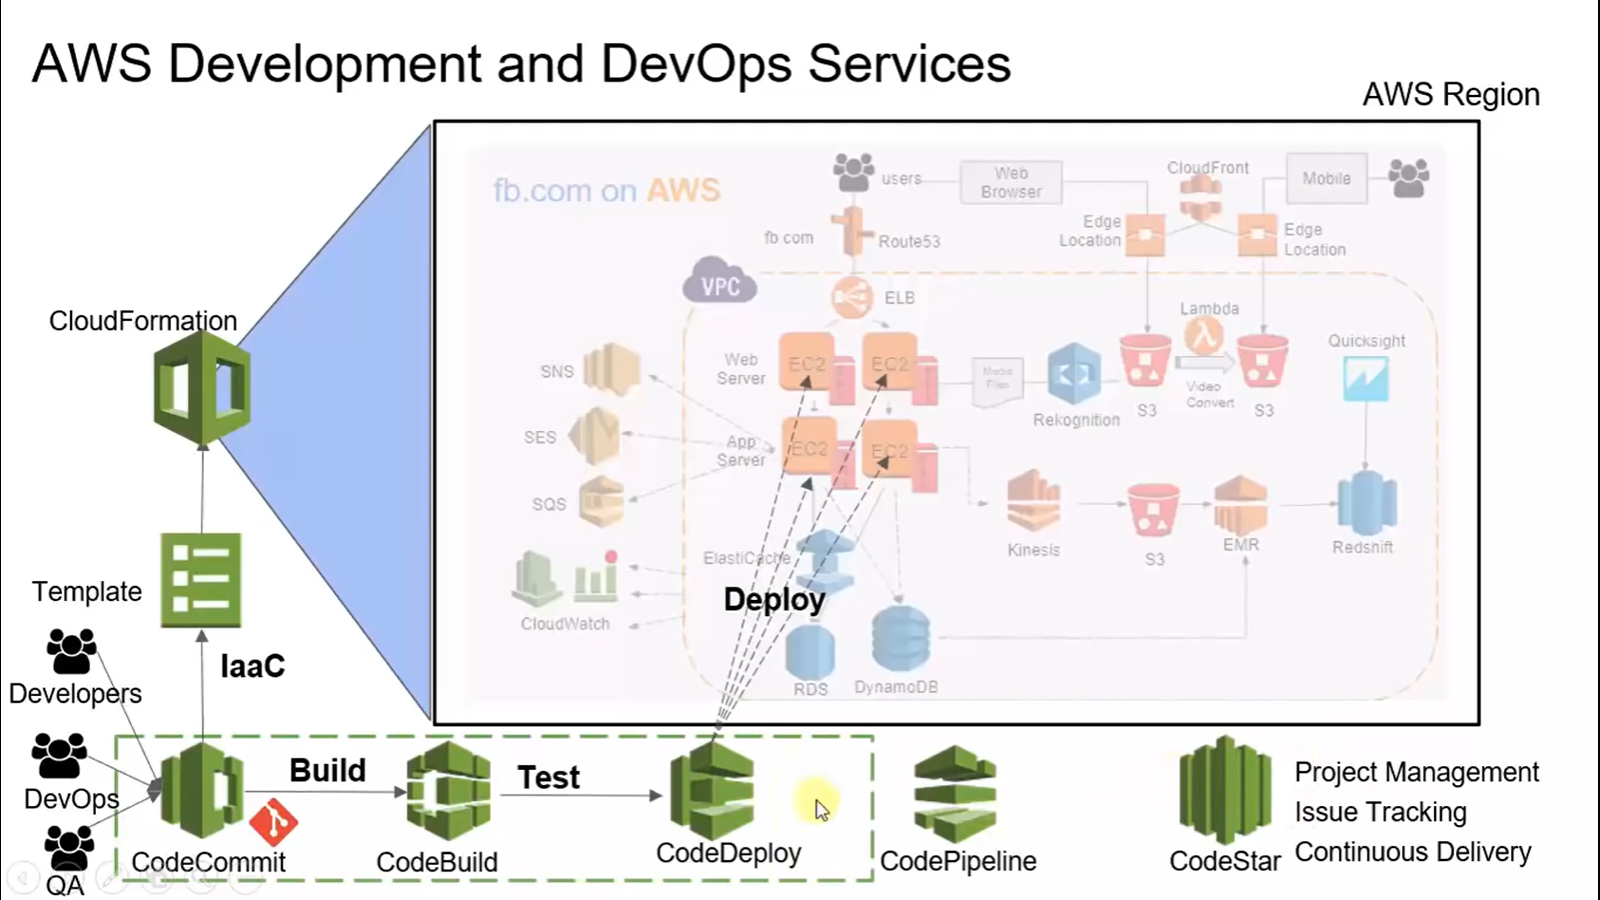 AWS Development and DevOps Services
AWS Region
fb.com on AWS
users
Web
Browser
CloudFront
Mobile
fb.com
Route53
Edge
Location
Edge
Location
VPC
ELB
CloudFormation
Web
Server
EC2
EC2
SNS
Media
Files
Rekognition
S3
Lambda
Video
Convert
S3
Quicksight
SES
App
Server
EC2
EC2
SQS
Kinesis
S3
EMR
Redshift
ElastiCache
Deploy
CloudWatch
RDS
DynamoDB
Template
IaaC
Developers
DevOps
QA
CodeCommit
Build
CodeBuild
Test
CodeDeploy
CodePipeline
CodeStar
Project Management
Issue Tracking
Continuous Delivery